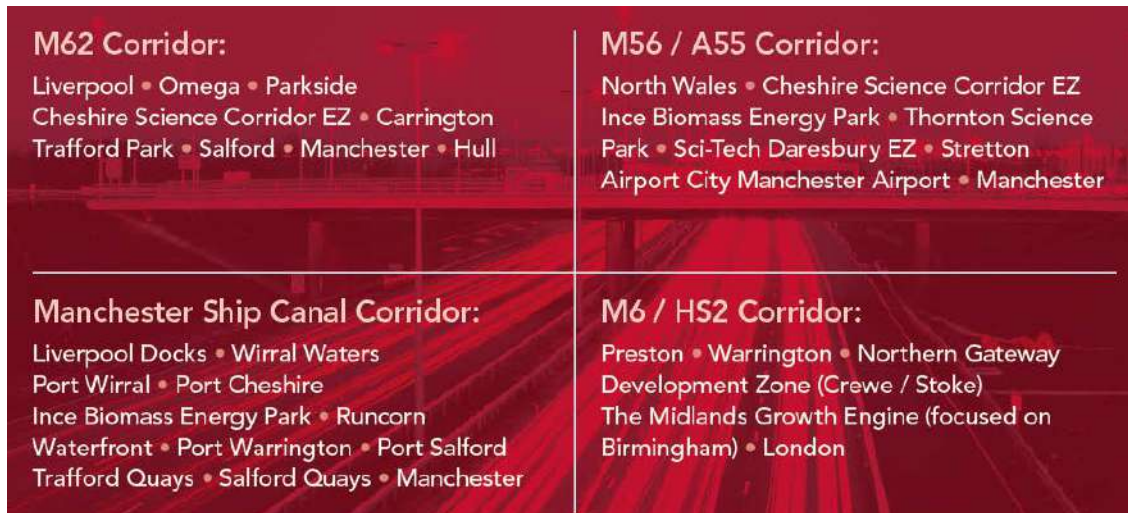 M62 Corridor:
Liverpool • Omega • Parkside
Cheshire Science Corridor EZ • Carrington
Trafford Park • Salford • Manchester • Hull
M56 / A55 Corridor:
North Wales • Cheshire Science Corridor EZ
Ince Biomass Energy Park • Thornton Science
Park • Sci-Tech Daresbury EZ • Stretton
Airport City Manchester Airport • Manchester
Manchester Ship Canal Corridor:
Liverpool Docks • Wirral Waters
Port Wirral • Port Cheshire
Ince Biomass Energy Park • Runcorn
Waterfront • Port Warrington • Port Salford
Trafford Quays • Salford Quays • Manchester
M6 / HS2 Corridor:
Preston • Warrington • Northern Gateway
Development Zone (Crewe / Stoke)
The Midlands Growth Engine (focused on
Birmingham) • London